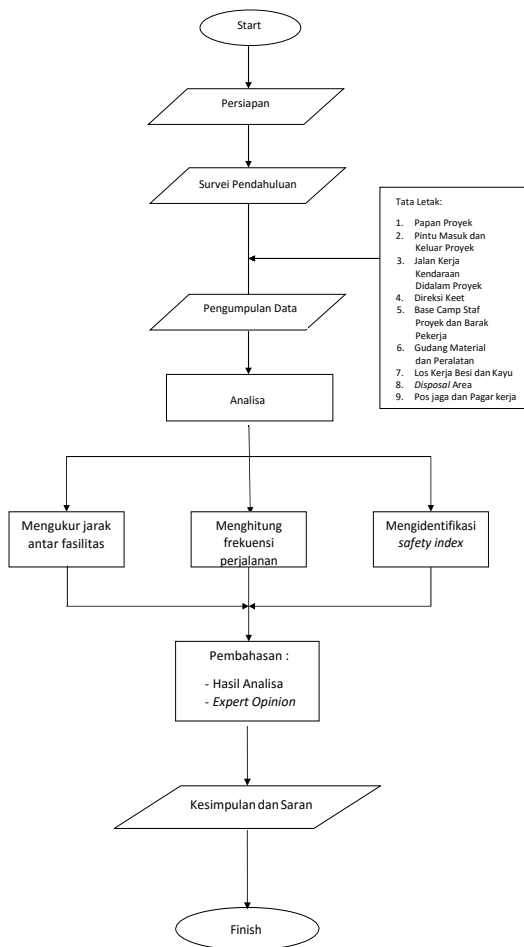 Start
Persiapan
Survei Pendahuluan
Tata Letak:
1. Papan Proyek
2. Pintu Masuk dan
Keluar Proyek
3. Jalan Kerja
Kendaraan
Didalam Proyek
4. Direksi Keet
5. Base Camp Staf
Proyek dan Barak
Pekerja
6. Gudang Material
dan Peralatan
7. Los Kerja Besi dan Kayu
8. Disposal Area
9. Pos jaga dan Pagar kerja
Pengumpulan Data
Analisa
Mengukur jarak
antar fasilitas
Menghitung
frekuensi
perjalanan
Mengidentifikasi
safety index
Pembahasan :
- Hasil Analisa
- Expert Opinion
Kesimpulan dan Saran
Finish